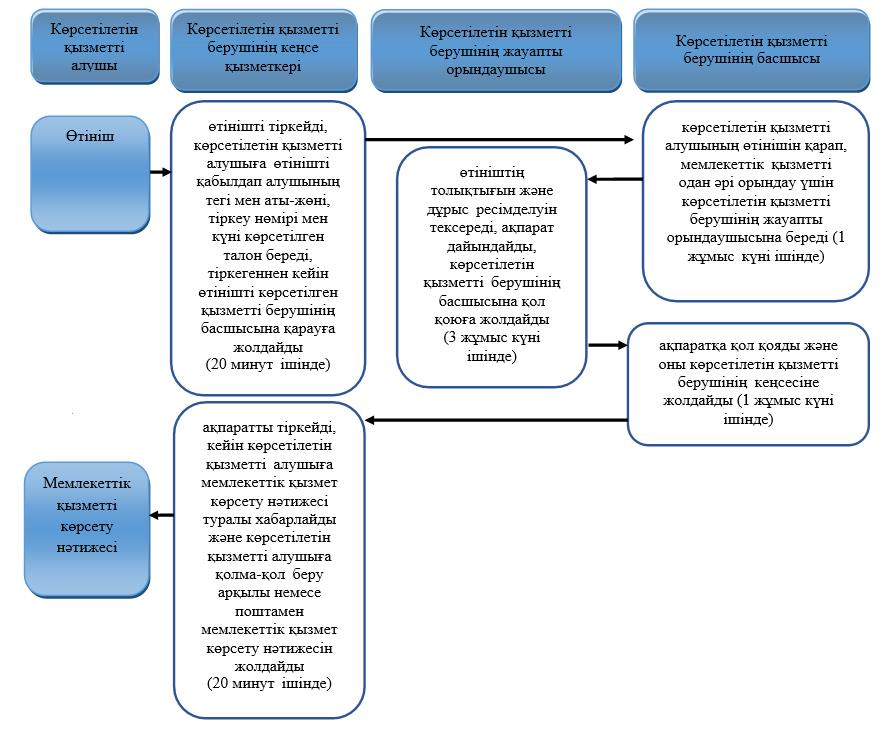 Көрсетілетін
қызметті
алушы
Көрсетілетін қызметті
берушінің кеңсе
қызметкері
Көрсетілетін қызметті
берушінің жауапты
орындаушысы
Көрсетілетін қызметті
берушінің басшысы
Өтініш
өтінішті тіркейді,
көрсетілетін қызметті
алушыға өтінішті
қабылдап алушының
тегі мен аты-жөні,
тіркеу нөмірі мен
күні көрсетілген
талон береді,
тіркегеннен кейін
өтінішті көрсетілген
қызметті берушінің
басшысына қарауға
жолдайды
(20 минут ішінде)
өтініштің
толықтығын және
дұрыс ресімделуін
тексереді, ақпарат
дайындайды,
көрсетілетін
қызметті берушінің
басшысына қол
қоюға жолдайды
(3 жұмыс күні
ішінде)
көрсетілетін қызметті
алушының өтінішін қарап,
мемлекеттік қызметті
одан әрі орындау үшін
көрсетілетін қызметті
берушінің жауапты
орындаушысына береді (1
жұмыс күні ішінде)
ақпаратқа қол қояды және
оны көрсетілетін қызметті
берушінің кеңсесіне
жолдайды (1 жұмыс күні
ішінде)
ақпаратты тіркейді,
кейін көрсетілетін
қызметті алушыға
мемлекеттік қызмет
көрсету нәтижесі
туралы хабарлайды
және көрсетілетін
қызметті алушыға
қолма-қол беру
арқылы немесе
поштамен
мемлекеттік қызмет
көрсету нәтижесін
жолдайды
(20 минут ішінде)
Мемлекеттік
қызметті
көрсету
нәтижесі